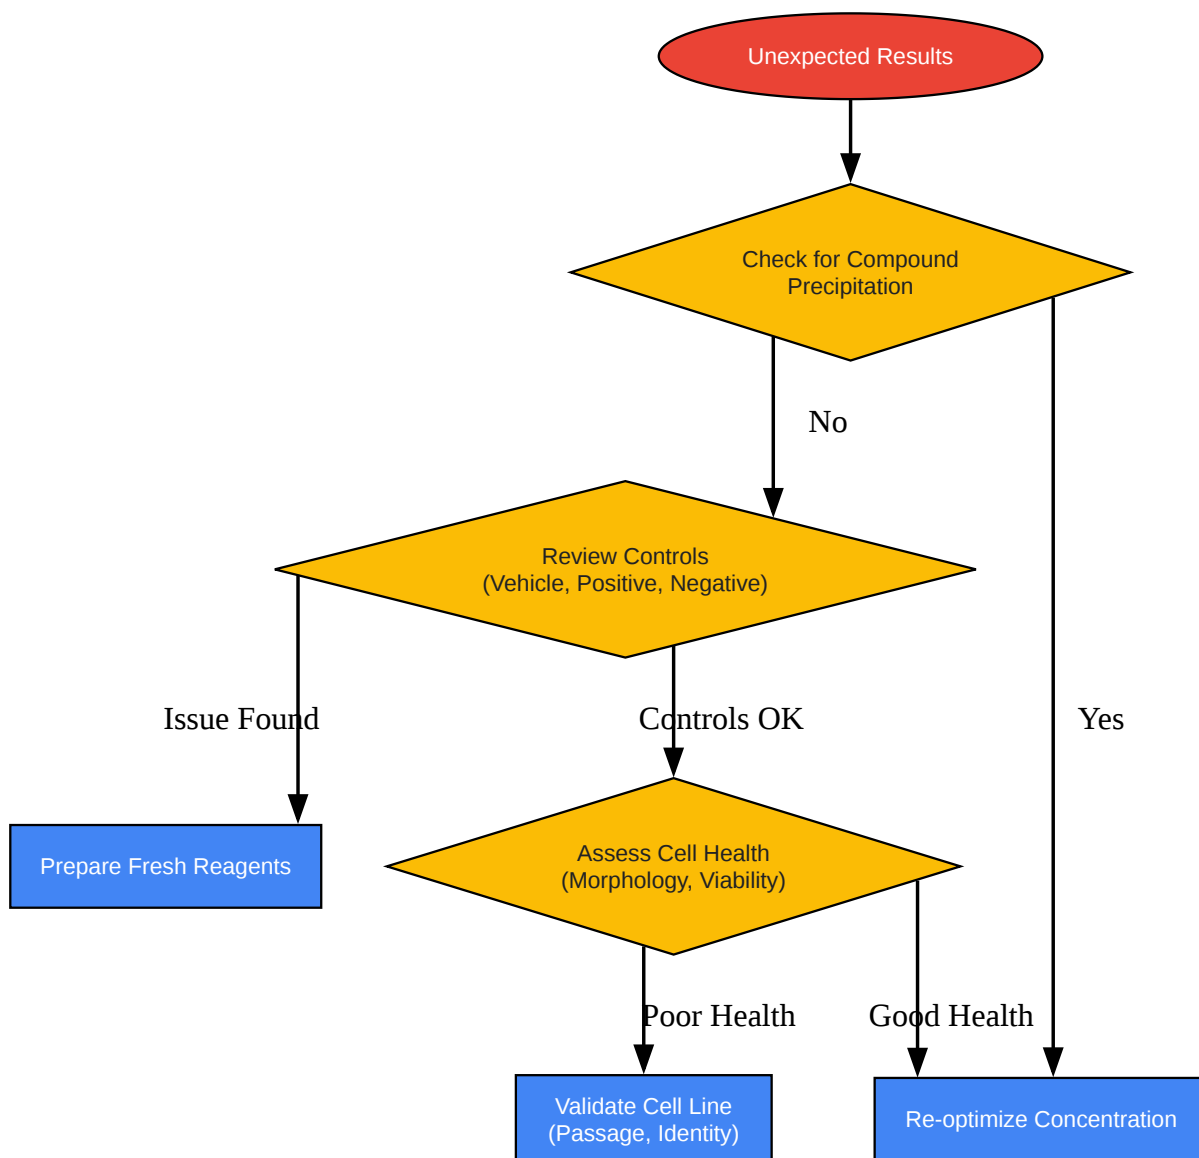 Unexpected Results
Check for Compound
Precipitation
No
Review Controls
(Vehicle, Positive, Negative)
Issue Found
Controls OK
Yes
Prepare Fresh Reagents
Assess Cell Health
(Morphology, Viability)
Poor Health
Good Health
Validate Cell Line
(Passage, Identity)
Re-optimize Concentration